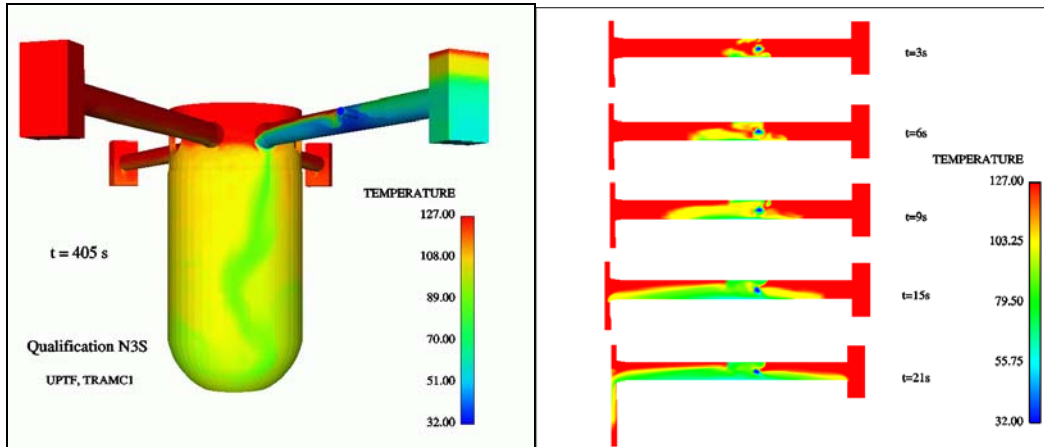 TEMPERATURE
127.00
108.00
89.00
70.00
51.00
32.00
t = 405 s
Qualification N3S
UPTF, TRAMC1
t=3s
t=6s
t=9s
t=15s
t=21s
TEMPERATURE
127.00
103.25
79.50
55.75
32.00